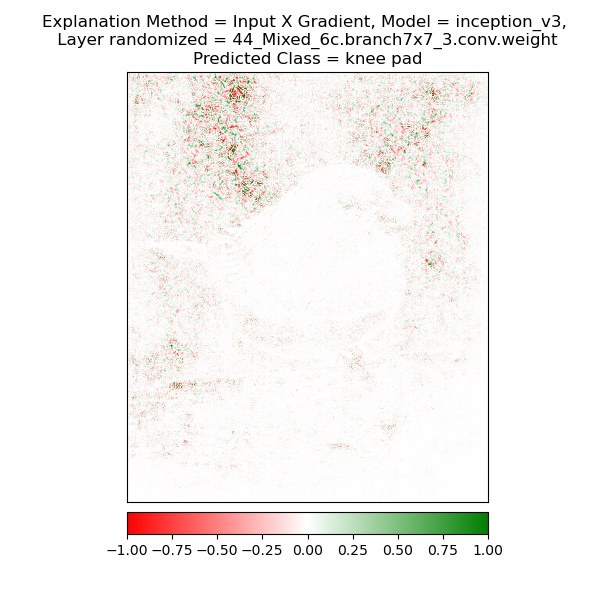 Explanation Method = Input X Gradient, Model = inception_v3,
Layer randomized = 44_Mixed_6c.branch7x7_3.conv.weight
Predicted Class = knee pad
−1.00 −0.75 −0.50 −0.25 0.00 0.25 0.50 0.75 1.00